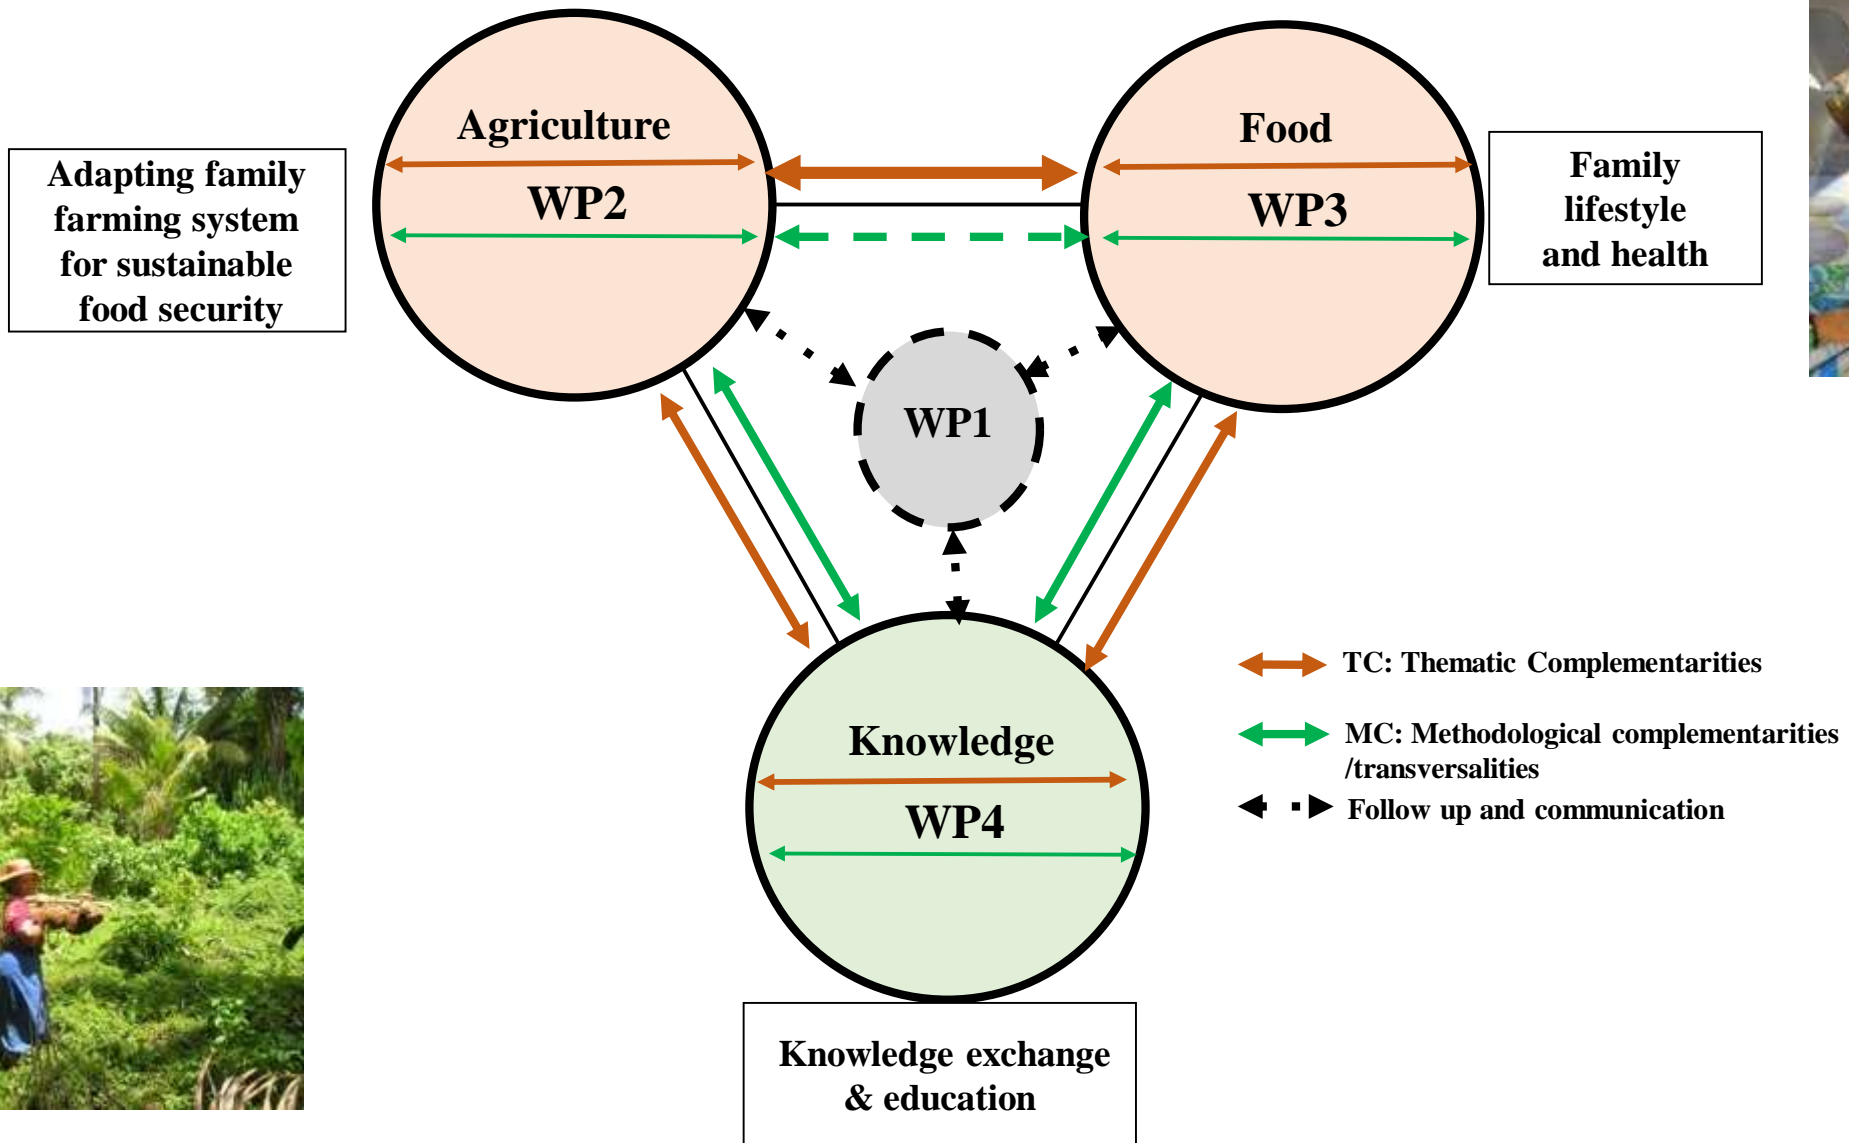 Agriculture
WP2
Food
WP3
Adapting family
farming system
for sustainable
food security
Family
lifestyle
and health
WP1
Knowledge
WP4
TC: Thematic Complementarities
MC: Methodological complementarities
/transversalities
Follow up and communication
Knowledge exchange
& education